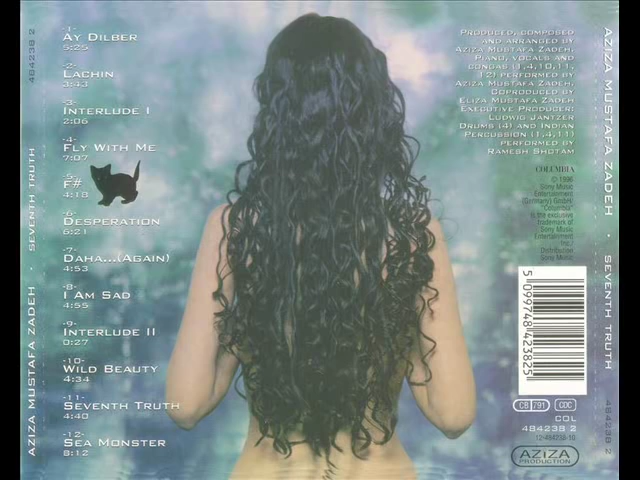 484238 2
AZIZA MUSTAFA ZADEH • SEVENTH TRUTH
-1-
AY DILBER
5:25
-2-
LACHIN
3:43
-3-
INTERLUDE I
2:06
-4-
FLY WITH ME
7:07
-5-
F#
4:18
-6-
DESPERATION
6:21
-7-
DAHA...(AGAIN)
4:53
-8-
I AM SAD
4:55
-9-
INTERLUDE II
0:27
-10-
WILD BEAUTY
4:34
-11-
SEVENTH TRUTH
4:40
-12-
SEA MONSTER
8:12
PRODUCED, COMPOSED
AND ARRANGED BY
AZIZA MUSTAFA ZADEH,
PIANO, VOCALS AND
CONGAS (1,4,10,11,
12) PERFORMED BY
AZIZA MUSTAFA ZADEH,
COPRODUCED BY
ELIZA MUSTAFA ZADEH
EXECUTIVE PRODUCER:
LUDWIG JANTZER
DRUMS (4) AND INDIAN
PERCUSSION (1,4,11)
PERFORMED BY
RAMESH SHOTAM
COLUMBIA
© 1996
Sony Music
Entertainment
(Germany) GmbH/
"Columbia"
is the exclusive
trademark of
Sony Music
Entertainment
Inc./
Distribution
Sony Music
5 099748 423825
CB 791
CDC
COL
484238 2
12-484238-10
AZIZA
PRODUCTION
AZIZA MUSTAFA ZADEH • SEVENTH TRUTH
484238 2